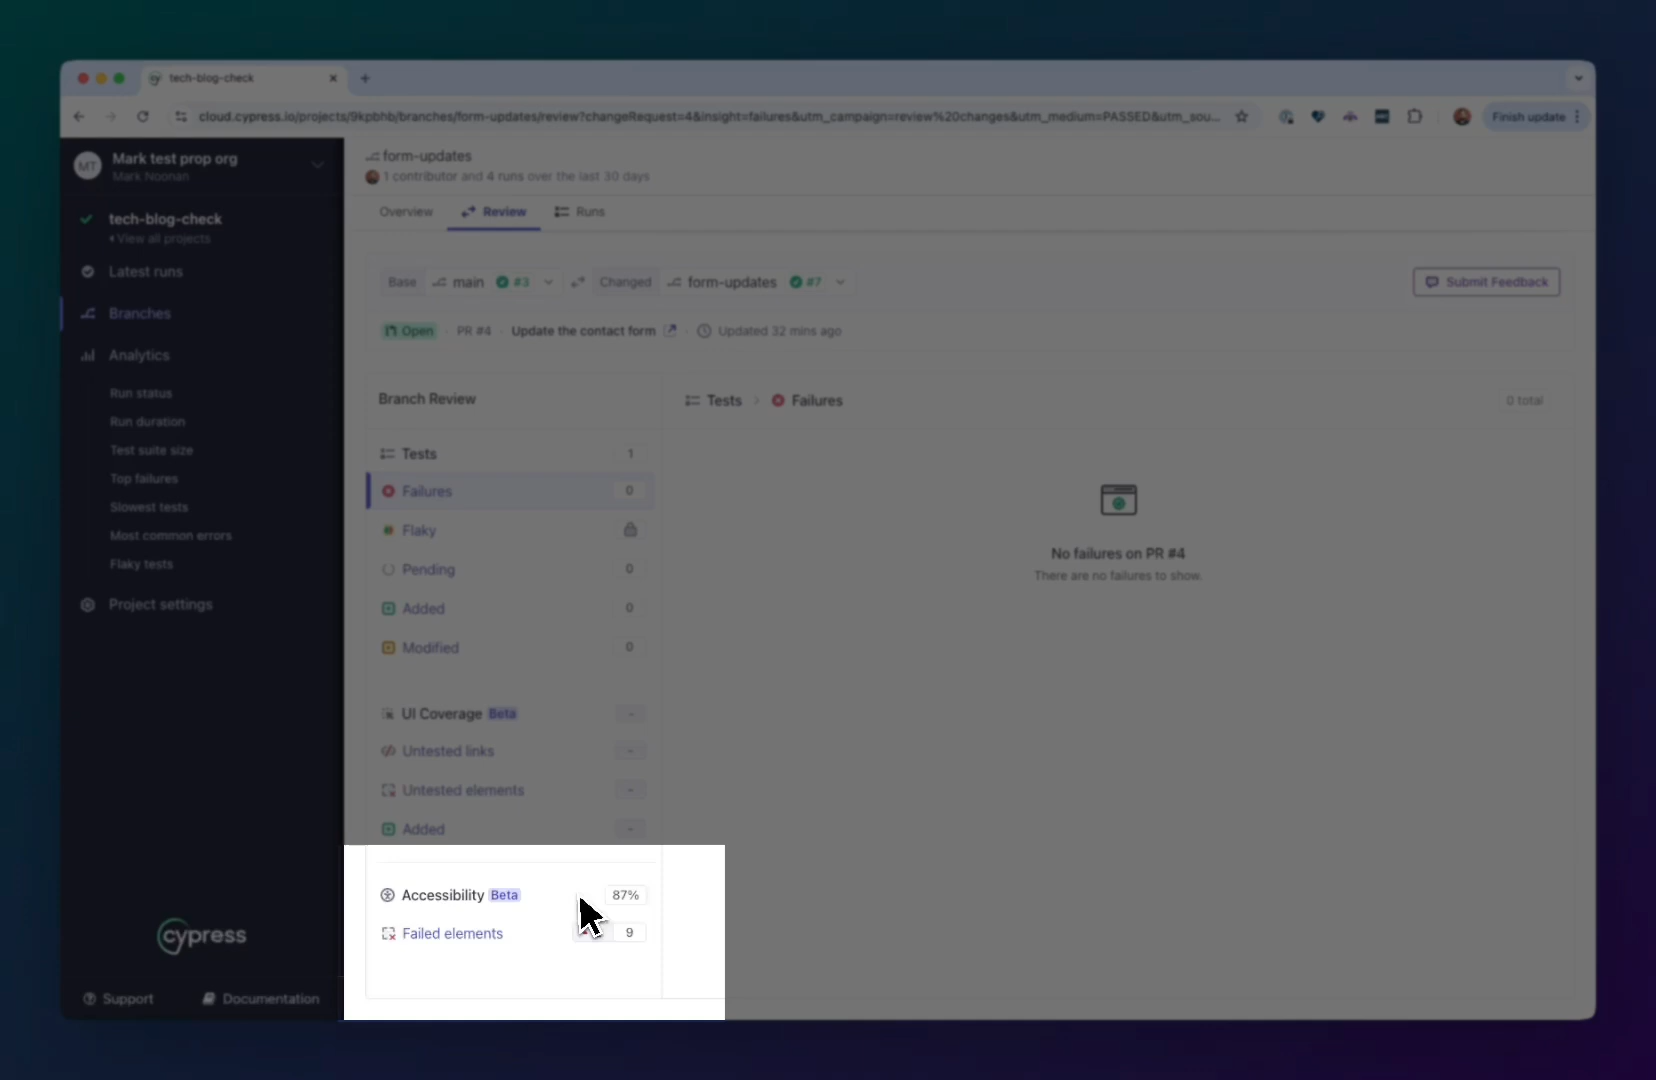 tech-blog-check
cloud.cypress.io/projects/9kpbhb/branches/form-updates/review?changeRequest=4&insight=failures&utm_campaign=review%20changes&utm_medium=PASSED&utm_sou...
Finish update
MT
Mark test prop org
Mark Noonan
tech-blog-check
View all projects
Latest runs
Branches
Analytics
Run status
Run duration
Test suite size
Top failures
Slowest tests
Most common errors
Flaky tests
Project settings
cypress
Support
Documentation
form-updates
1 contributor and 4 runs over the last 30 days
Overview
Review
Runs
Base main #3 Changed form-updates #7
Submit Feedback
Open PR #4 · Update the contact form · Updated 32 mins ago
Branch Review
Tests 1
Failures 0
Flaky
Pending 0
Added 0
Modified 0
UI Coverage Beta -
Untested links -
Untested elements -
Added -
Accessibility Beta 87%
Failed elements 9
Tests > Failures
0 total
No failures on PR #4
There are no failures to show.